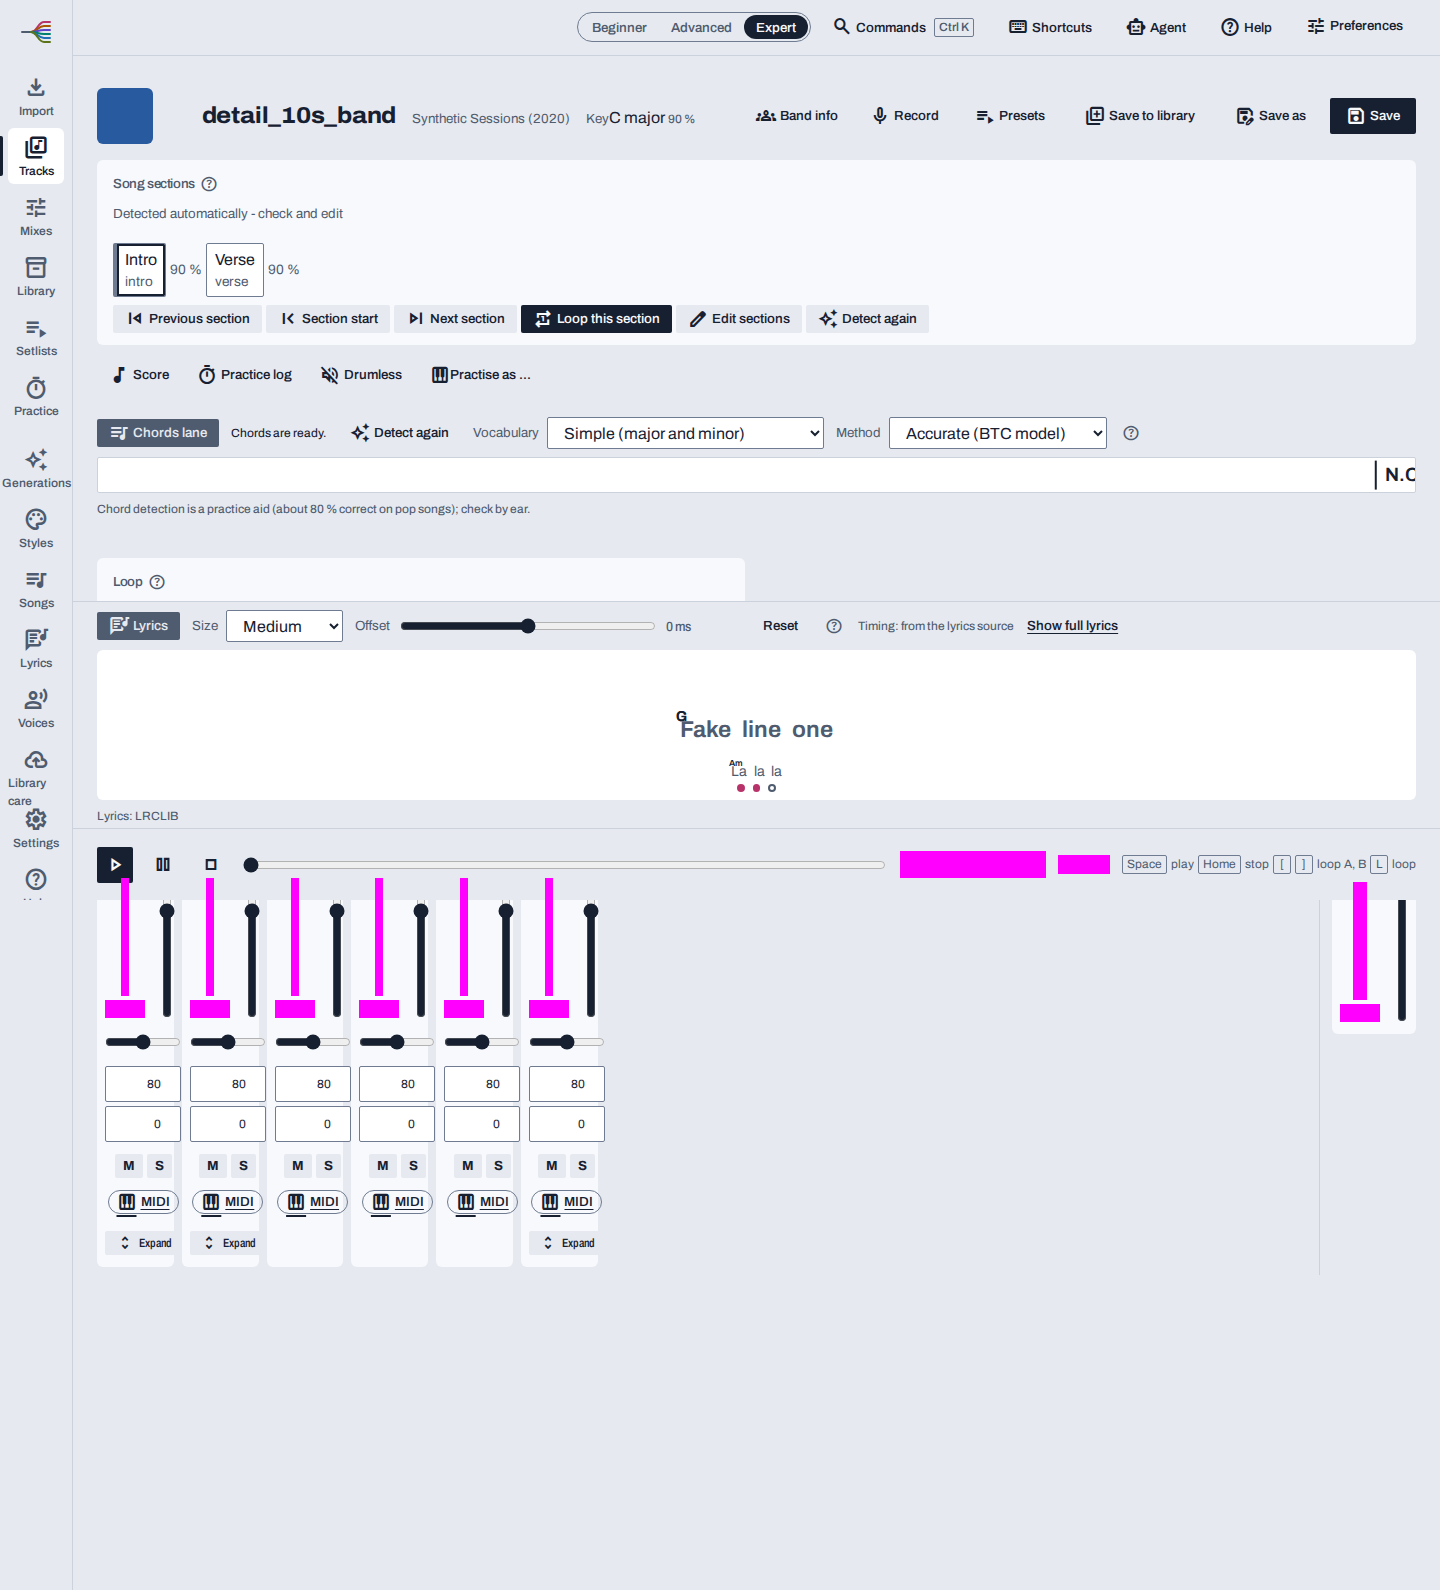 Beginner Advanced Expert Commands Ctrl K Shortcuts Agent Help Preferences
Import
Tracks
Mixes
Library
Setlists
Practice
Generations
Styles
Songs
Lyrics
Voices
Library care
Settings
detail_10s_band Synthetic Sessions (2020) Key C major 90 % Band info Record Presets Save to library Save as Save
Song sections
Detected automatically - check and edit
Intro 90 % Verse 90 %
intro verse
Previous section Section start Next section Loop this section Edit sections Detect again
Score Practice log Drumless Practise as ...
Chords lane Chords are ready. Detect again Vocabulary Simple (major and minor) Method Accurate (BTC model)
N.C
Chord detection is a practice aid (about 80 % correct on pop songs); check by ear.
Loop
Lyrics Size Medium Offset 0 ms Reset Timing: from the lyrics source Show full lyrics
G
Fake line one
Am
La la la
Lyrics: LRCLIB
Space play Home stop [ ] loop A, B L loop
80 80 80 80 80 80
0 0 0 0 0 0
M S M S M S M S M S M S
MIDI MIDI MIDI MIDI MIDI MIDI
Expand Expand Expand